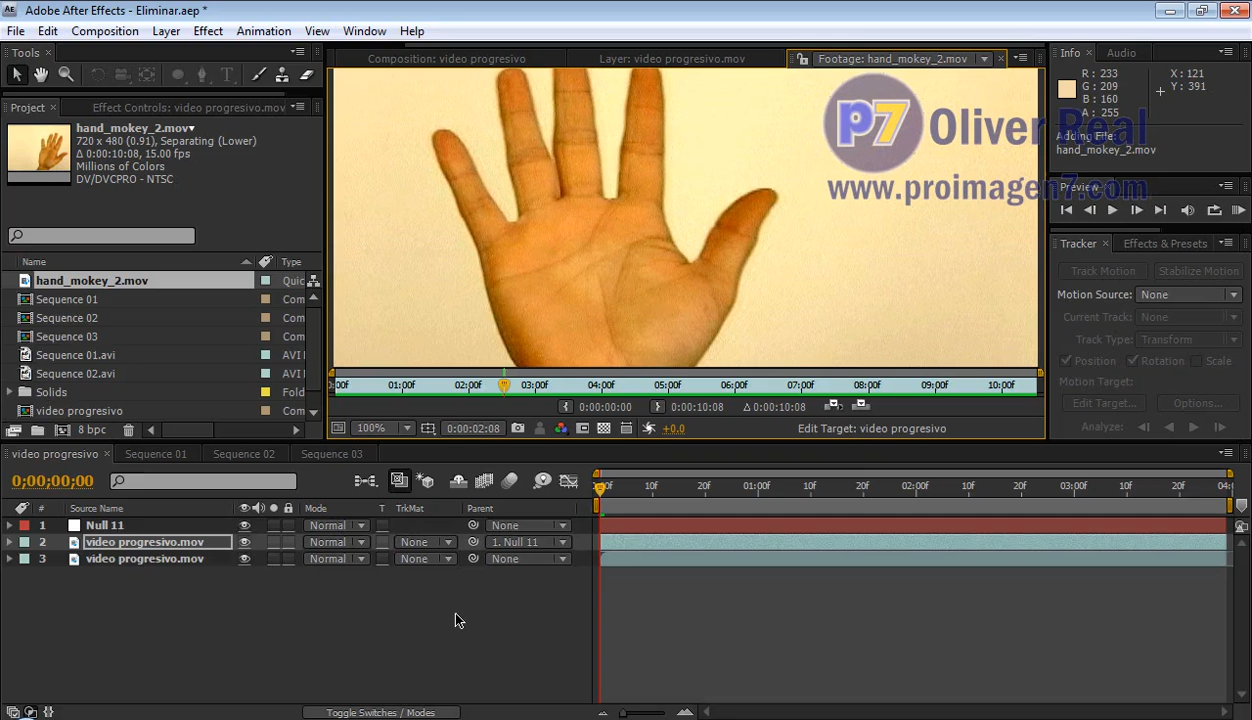 Adobe After Effects - Eliminar.aep *
File Edit Composition Layer Effect Animation View Window Help
Tools
Composition: video progresivo
Layer: video progresivo.mov
Footage: hand_mokey_2.mov
Info
Audio
R : 233
G : 209
B : 160
A : 255
X : 121
Y : 391
hand_mokey_2.mov
Project
Effect Controls: video progresivo.mov
hand_mokey_2.mov▾
720 x 480 (0.91), Separating (Lower)
Δ 0:00:10:08, 15.00 fps
Millions of Colors
DV/DVCPRO - NTSC
p7 Oliver Real
www.proimagen7.com
Preview
Tracker
Effects & Presets
Track Motion
Stabilize Motion
Motion Source: None
Current Track: None
Track Type: Transform
Position
Rotation
Scale
Motion Target:
Edit Target...
Options...
Analyze:
Name
Type
hand_mokey_2.mov Quic
Sequence 01 Com
Sequence 02 Com
Sequence 03 Com
Sequence 01.avi AVI
Sequence 02.avi AVI
Solids Fold
video progresivo Com
8 bpc
:00f 01:00f 02:00f 03:00f 04:00f 05:00f 06:00f 07:00f 08:00f 09:00f 10:00f
0:00:00:00
0:00:10:08
Δ 0:00:10:08
100%
0:00:02:08
+0.0
Edit Target: video progresivo
video progresivo
Sequence 01
Sequence 02
Sequence 03
0;00;00;00
10f 20f 01:00f 10f 20f 02:00f 10f 20f 03:00f 10f 20f 04:
# Source Name Mode T TrkMat Parent
1 Null 11 Normal None
2 video progresivo.mov Normal None 1. Null 11
3 video progresivo.mov Normal None None
Toggle Switches / Modes